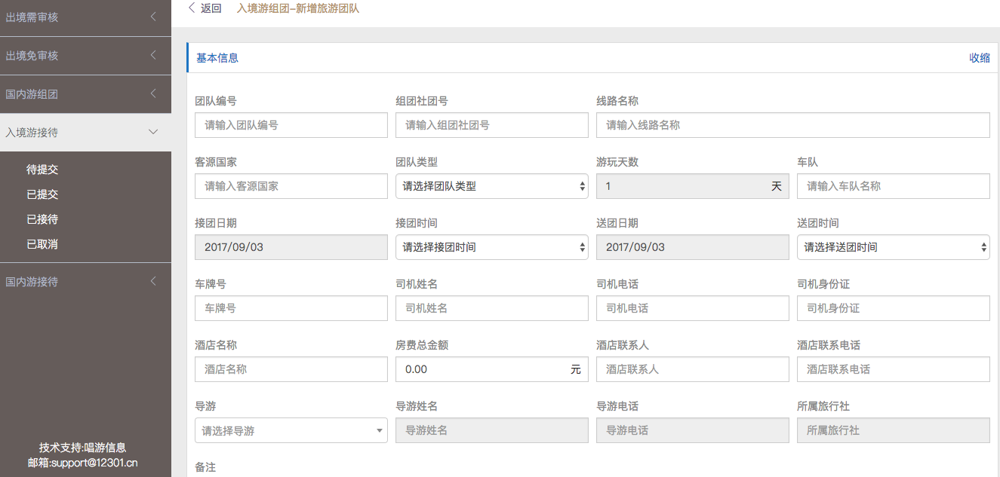 出境需审核
出境免审核
国内游组团
入境游接待
待提交
已提交
已接待
已取消
国内游接待
技术支持:唱游信息
邮箱:support@12301.cn
返回 入境游组团-新增旅游团队
基本信息 收缩
团队编号 组团社团号 线路名称
请输入团队编号 请输入组团社团号 请输入线路名称
客源国家 团队类型 游玩天数 车队
请输入客源国家 请选择团队类型 1 天 请输入车队名称
接团日期 接团时间 送团日期 送团时间
2017/09/03 请选择接团时间 2017/09/03 请选择送团时间
车牌号 司机姓名 司机电话 司机身份证
车牌号 司机姓名 司机电话 司机身份证
酒店名称 房费总金额 酒店联系人 酒店联系电话
酒店名称 0.00 元 酒店联系人 酒店联系电话
导游 导游姓名 导游电话 所属旅行社
请选择导游 导游姓名 导游电话 所属旅行社
备注